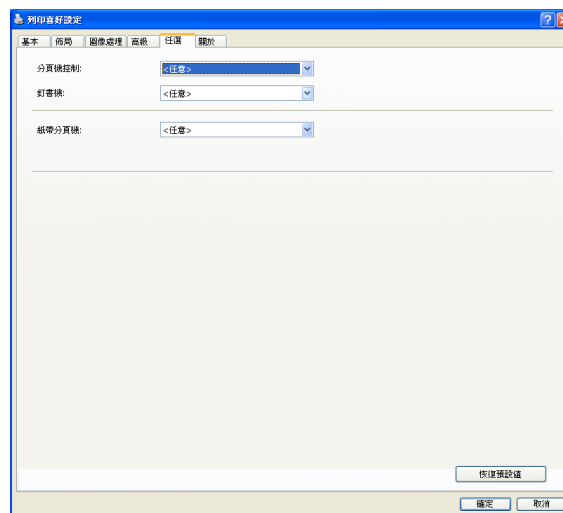 列印喜好設定
基本 佈局 圖像處理 高級 任選 關於
分頁機控制: <任意>
釘書機: <任意>
紙帶分頁機: <任意>
恢復預設值
確定 取消